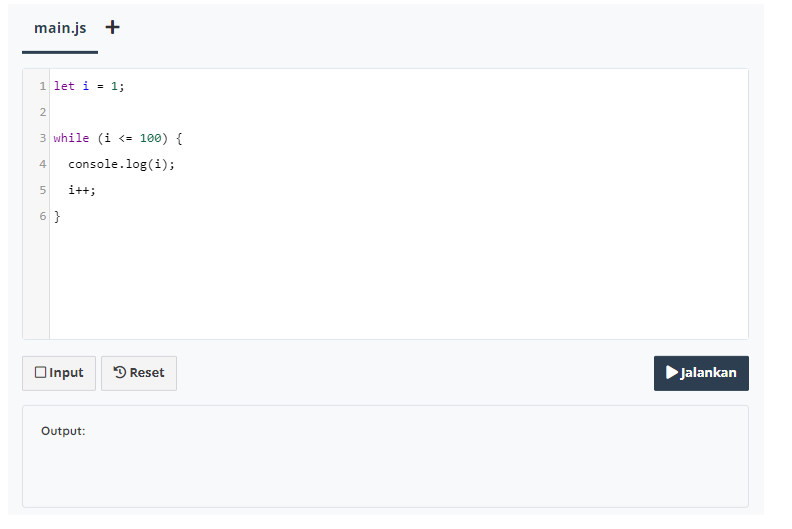 main.js +
1 let i = 1;
2
3 while (i <= 100) {
4   console.log(i);
5   i++;
6 }
Input Reset Jalankan
Output: